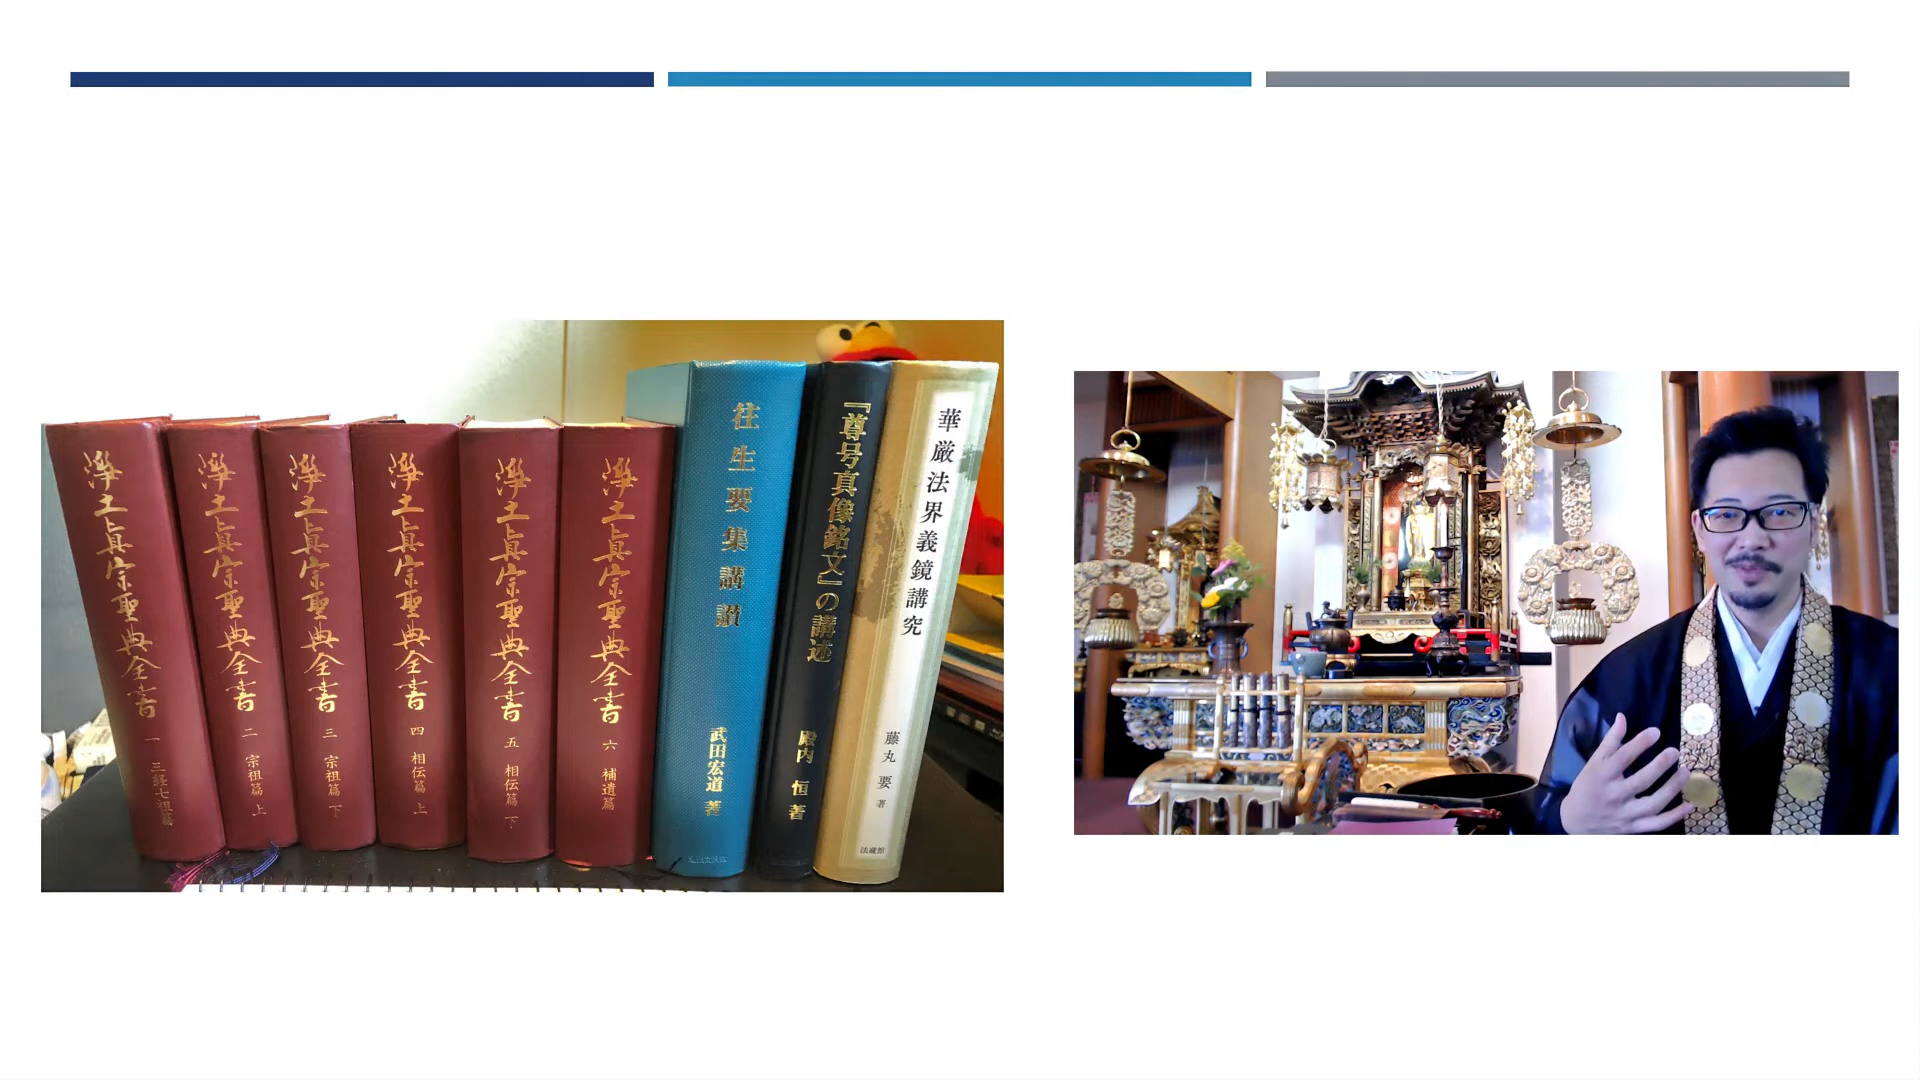 淨土真宗聖典全書 一 三経七祖篇
淨土真宗聖典全書 二 宗祖篇 上
淨土真宗聖典全書 三 宗祖篇 下
淨土真宗聖典全書 四 相伝篇 上
淨土真宗聖典全書 五 相伝篇 下
淨土真宗聖典全書 六 補遺篇
往生要集講讃 武田宏道 著
『尊号真像銘文』の講述 殿内 恒 著
華厳法界義鏡講究 藤丸 要 著 法蔵館